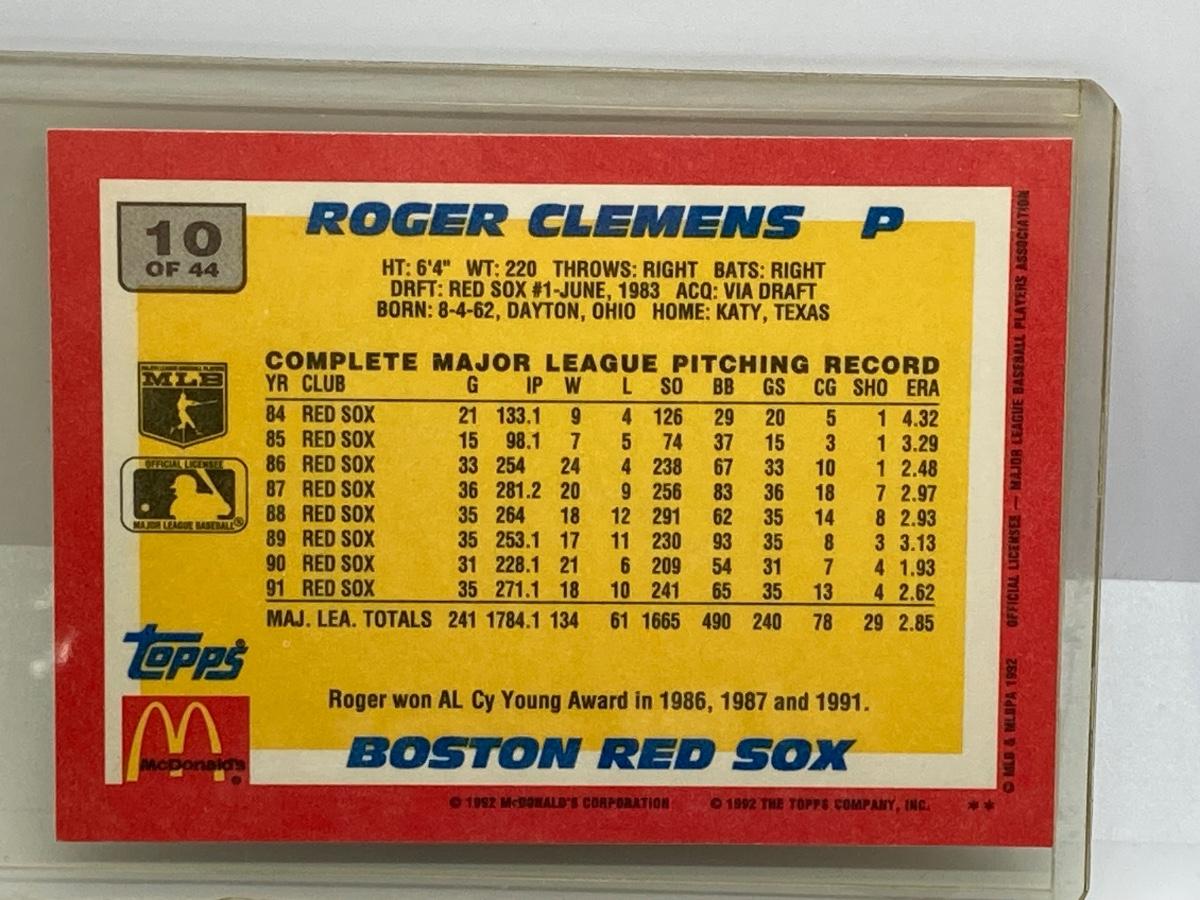 10
OF 44
ROGER CLEMENS P
HT: 6'4" WT: 220 THROWS: RIGHT BATS: RIGHT
DRFT: RED SOX #1-JUNE, 1983 ACQ: VIA DRAFT
BORN: 8-4-62, DAYTON, OHIO HOME: KATY, TEXAS
COMPLETE MAJOR LEAGUE PITCHING RECORD
YR CLUB G IP W L SO BB GS CG SHO ERA
84 RED SOX 21 133.1 9 4 126 29 20 5 1 4.32
85 RED SOX 15 98.1 7 5 74 37 15 3 1 3.29
86 RED SOX 33 254 24 4 238 67 33 10 1 2.48
87 RED SOX 36 281.2 20 9 256 83 36 18 7 2.97
88 RED SOX 35 264 18 12 291 62 35 14 8 2.93
89 RED SOX 35 253.1 17 11 230 93 35 8 3 3.13
90 RED SOX 31 228.1 21 6 209 54 31 7 4 1.93
91 RED SOX 35 271.1 18 10 241 65 35 13 4 2.62
MAJ. LEA. TOTALS 241 1784.1 134 61 1665 490 240 78 29 2.85
Roger won AL Cy Young Award in 1986, 1987 and 1991.
BOSTON RED SOX
MAJOR LEAGUE BASEBALL PLAYERS
MLB
OFFICIAL LICENSEE
MAJOR LEAGUE BASEBALL®
Topps®
McDonald's®
© 1992 McDONALD'S CORPORATION © 1992 THE TOPPS COMPANY, INC. **
© MLB & MLBPA 1992 OFFICIAL LICENSEE — MAJOR LEAGUE BASEBALL PLAYERS ASSOCIATION